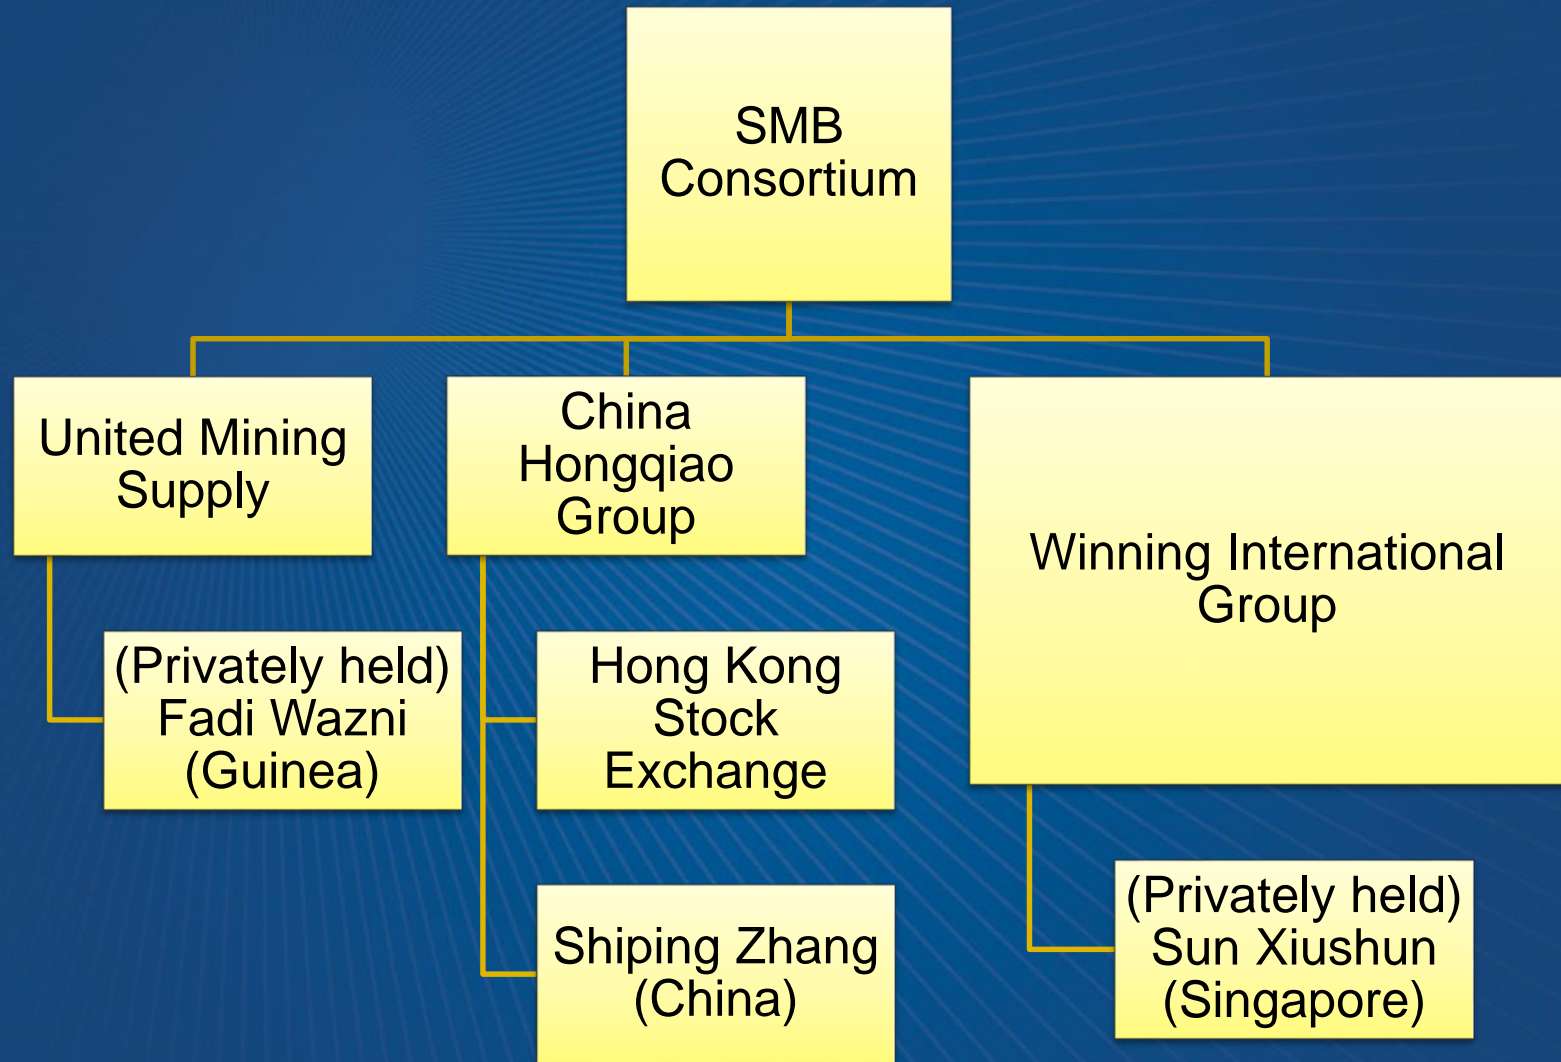 SMB
Consortium
United Mining
Supply
China
Hongqiao
Group
Winning International
Group
(Privately held)
Fadi Wazni
(Guinea)
Hong Kong
Stock
Exchange
Shiping Zhang
(China)
(Privately held)
Sun Xiushun
(Singapore)